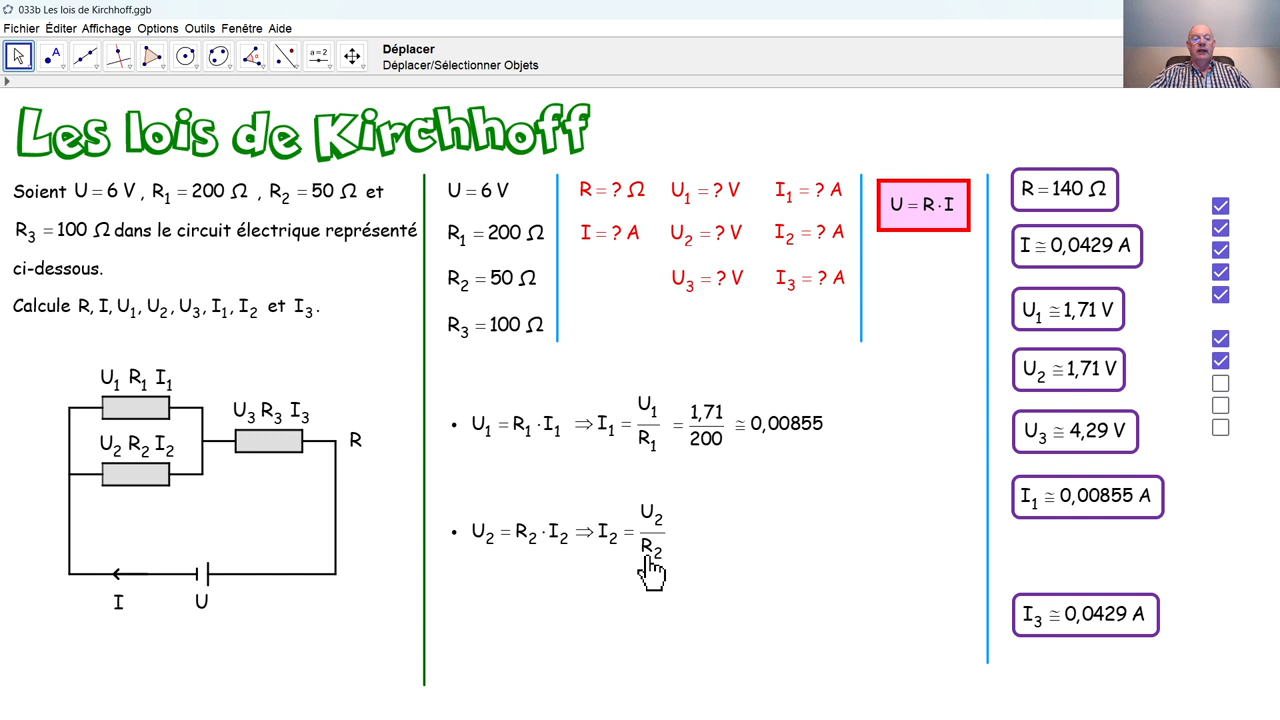 033b Les lois de Kirchhoff.ggb
Fichier Éditer Affichage Options Outils Fenêtre Aide
A
a=2
Déplacer
Déplacer/Sélectionner Objets
Les lois de Kirchhoff
Soient U = 6 V , R₁ = 200 Ω , R₂ = 50 Ω et
R₃ = 100 Ω dans le circuit électrique représenté
ci-dessous.
Calcule R, I, U₁, U₂, U₃, I₁, I₂ et I₃ .
U₁ R₁ I₁
U₂ R₂ I₂
U₃ R₃ I₃
R
I
U
U = 6 V
R₁ = 200 Ω
R₂ = 50 Ω
R₃ = 100 Ω
R = ? Ω U₁ = ? V I₁ = ? A
I = ? A U₂ = ? V I₂ = ? A
U₃ = ? V I₃ = ? A
U = R · I
• U₁ = R₁ · I₁ ⇒ I₁ = U₁/R₁ = 1,71/200 ≅ 0,00855
• U₂ = R₂ · I₂ ⇒ I₂ = U₂/R₂
R = 140 Ω
I ≅ 0,0429 A
U₁ ≅ 1,71 V
U₂ ≅ 1,71 V
U₃ ≅ 4,29 V
I₁ ≅ 0,00855 A
I₃ ≅ 0,0429 A